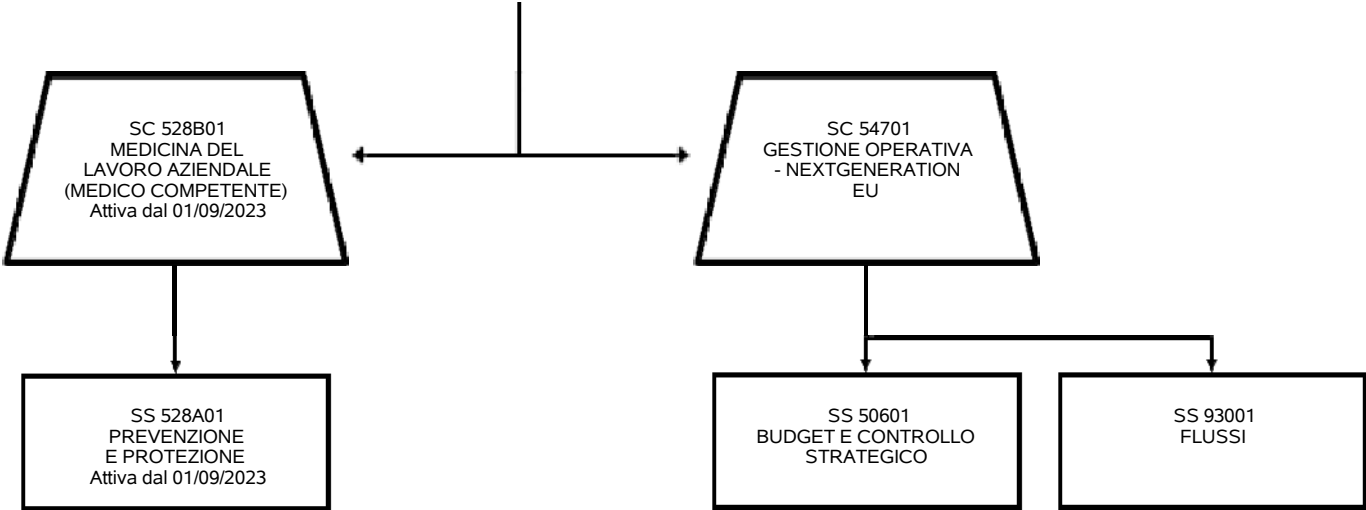 SC 528B01
MEDICINA DEL
LAVORO AZIENDALE
(MEDICO COMPETENTE)
Attiva dal 01/09/2023
SC 54701
GESTIONE OPERATIVA
- NEXTGENERATION
EU
SS 528A01
PREVENZIONE
E PROTEZIONE
Attiva dal 01/09/2023
SS 50601
BUDGET E CONTROLLO
STRATEGICO
SS 93001
FLUSSI